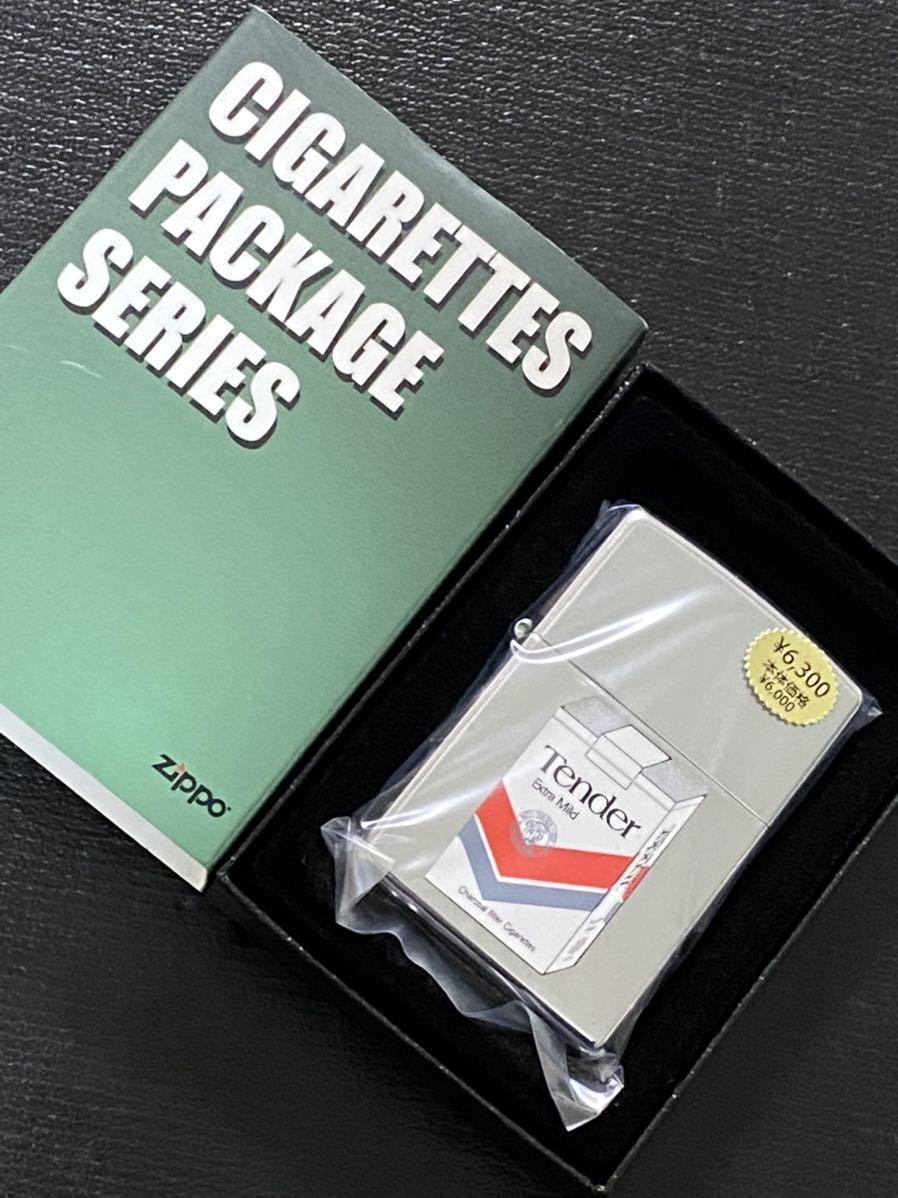 CIGARETTES
PACKAGE
SERIES
zippo
¥6,300
本体価格
¥6,000
Tender
Extra Mild
Charcoal filter Cigarettes